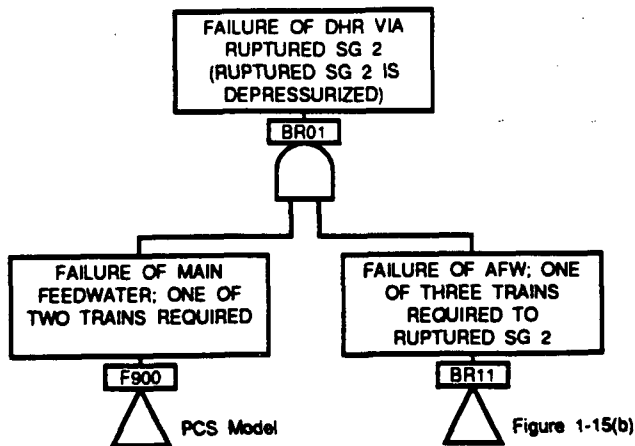 FAILURE OF DHR VIA
RUPTURED SG 2
(RUPTURED SG 2 IS
DEPRESSURIZED)
BR01
FAILURE OF MAIN
FEEDWATER; ONE OF
TWO TRAINS REQUIRED
F900
PCS Model
FAILURE OF AFW; ONE
OF THREE TRAINS
REQUIRED TO
RUPTURED SG 2
BR11
Figure 1-15(b)